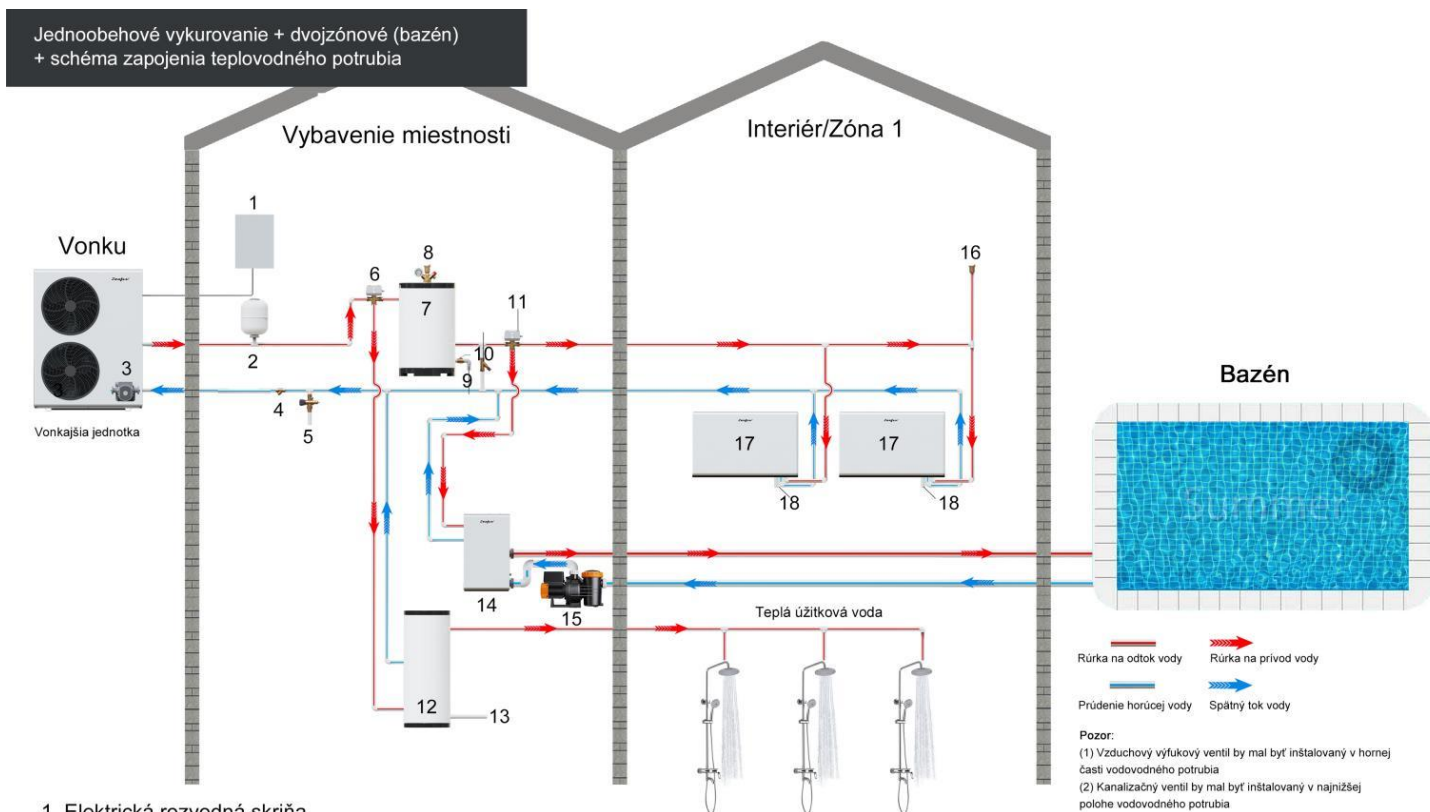 Jednoobehové vykurovanie + dvojzónové (bazén)
+ schéma zapojenia teplovodného potrubia
Vybavenie miestnosti
Interiér/Zóna 1
Vonku
1
6
8
7
11
16
2
3
3
4
5
9
10
Vonkajšia jednotka
17
17
18
18
Bazén
Summer
14
15
12
13
Teplá úžitková voda
Rúrka na odtok vody
Rúrka na prívod vody
Prúdenie horúcej vody
Spätný tok vody
Pozor:
(1) Vzduchový výfukový ventil by mal byť inštalovaný v hornej
časti vodovodného potrubia
(2) Kanalizačný ventil by mal byť inštalovaný v najnižšej
polohe vodovodného potrubia
1. Elektrická rozvodná skriňa